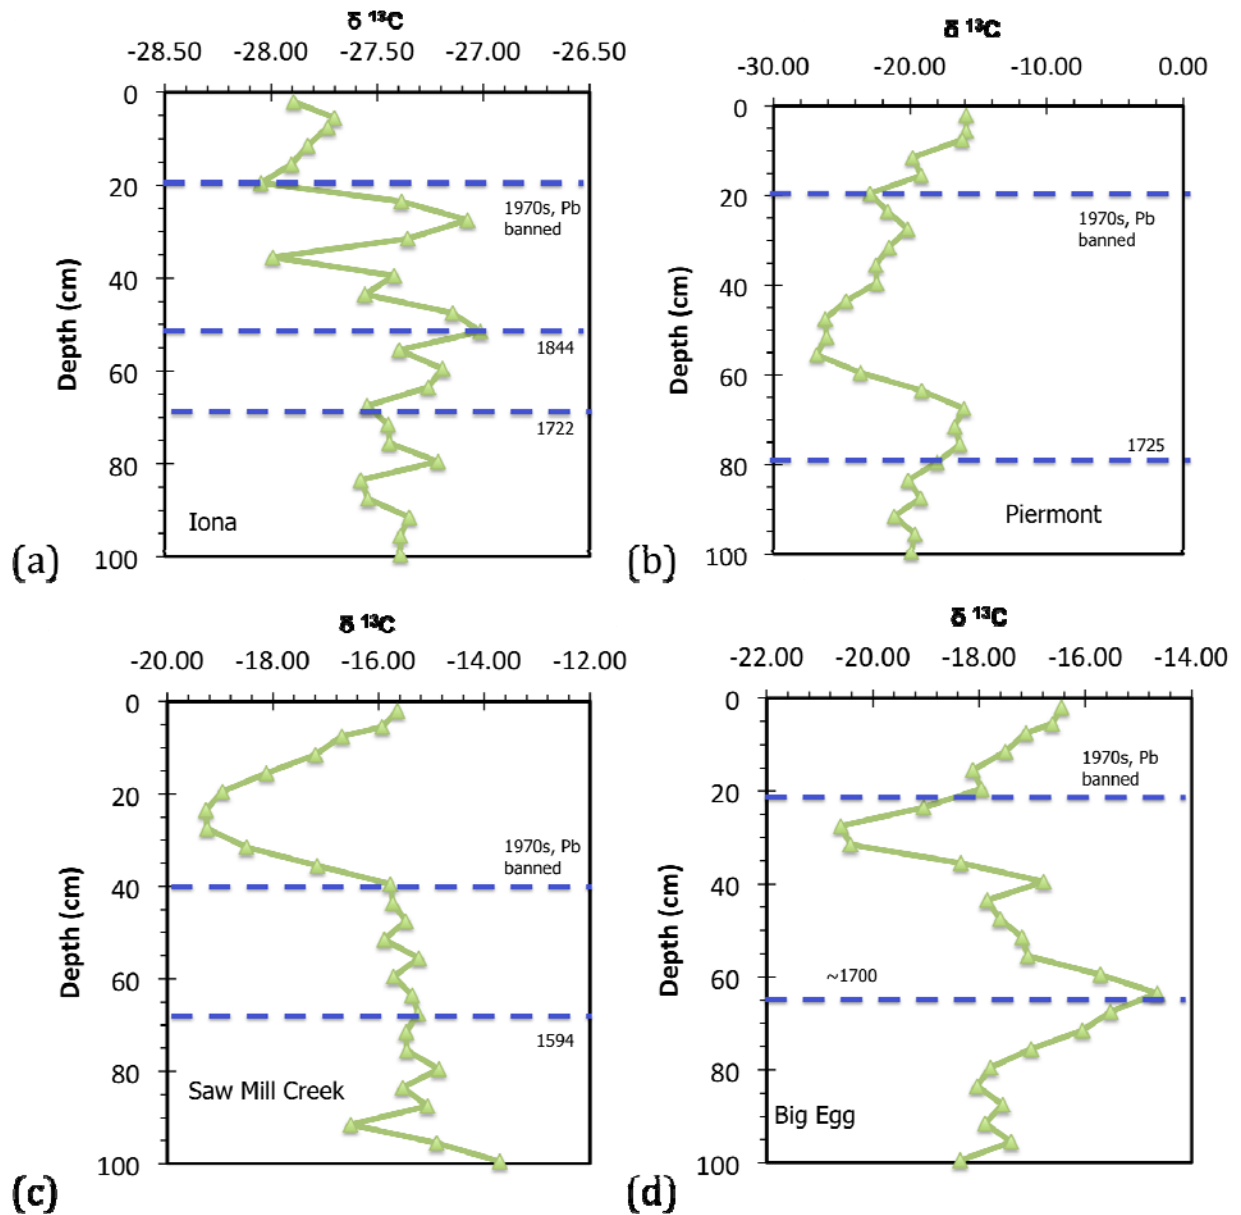 δ ¹³C
-28.50 -28.00 -27.50 -27.00 -26.50
0
20
40
60
80
100
Depth (cm)
1970s, Pb
banned
1844
1722
Iona
(a)
δ ¹³C
-30.00 -20.00 -10.00 0.00
0
20
40
60
80
100
Depth (cm)
1970s, Pb
banned
1725
Piermont
(b)
δ ¹³C
-20.00 -18.00 -16.00 -14.00 -12.00
0
20
40
60
80
100
Depth (cm)
1970s, Pb
banned
1594
Saw Mill Creek
(c)
δ ¹³C
-22.00 -20.00 -18.00 -16.00 -14.00
0
20
40
60
80
100
Depth (cm)
1970s, Pb
banned
~1700
Big Egg
(d)